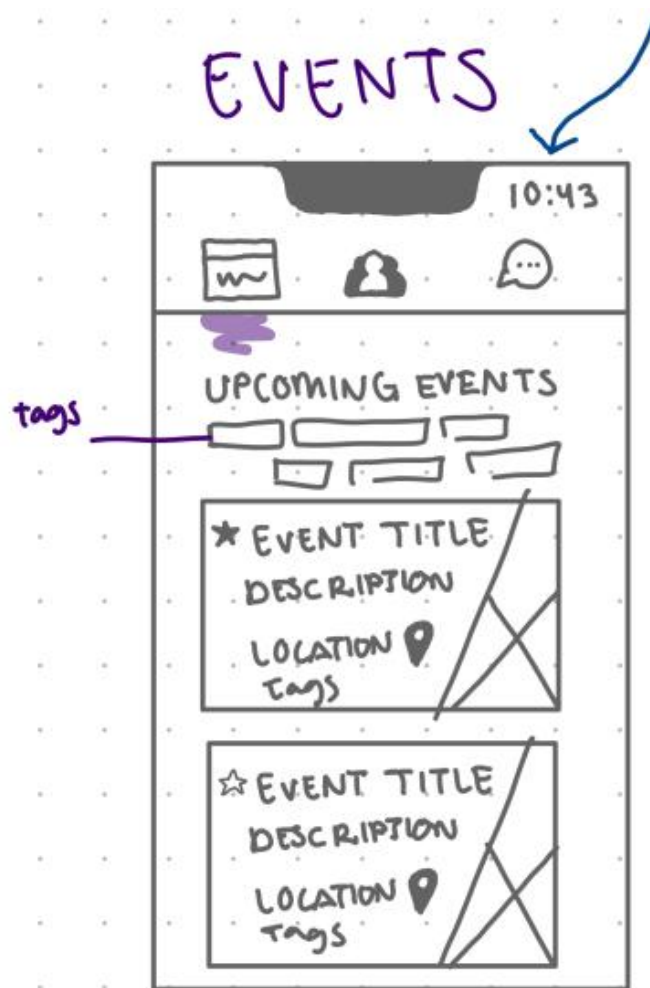 EVENTS
10:43
UPCOMING EVENTS
tags
★ EVENT TITLE
DESCRIPTION
LOCATION
Tags
☆ EVENT TITLE
DESCRIPTION
LOCATION
Tags